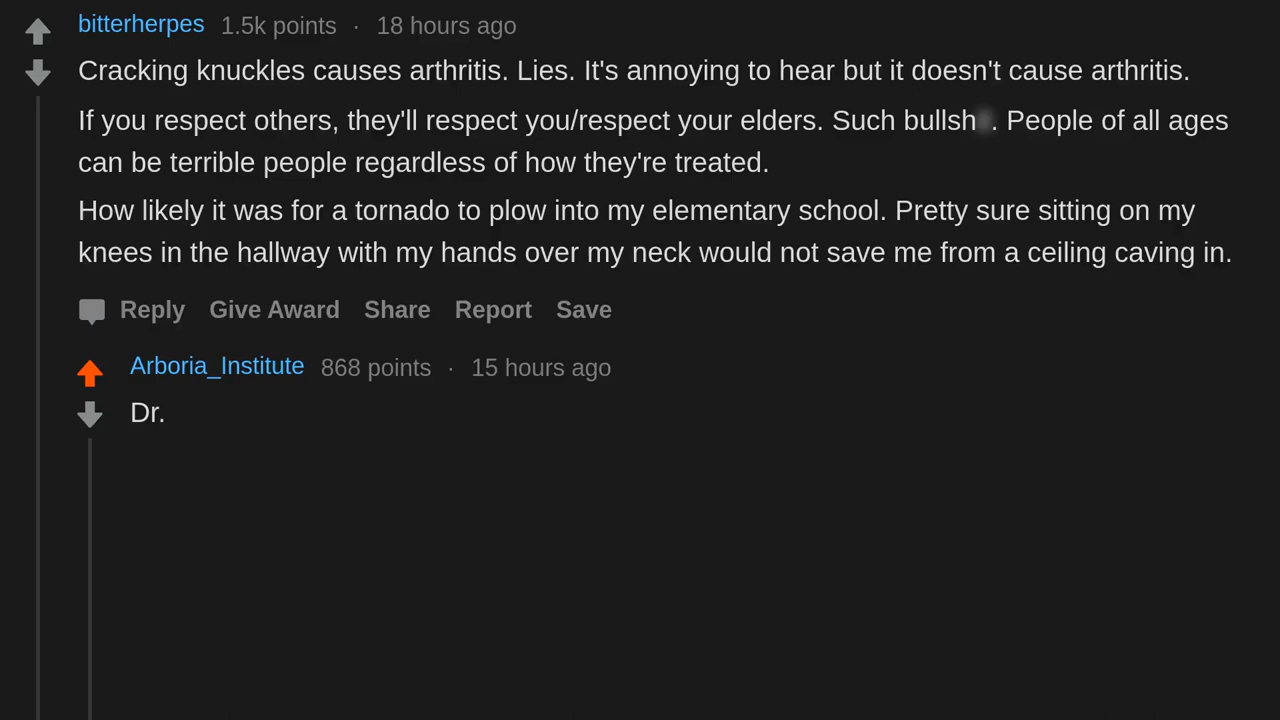 bitterherpes 1.5k points · 18 hours ago
Cracking knuckles causes arthritis. Lies. It's annoying to hear but it doesn't cause arthritis.
If you respect others, they'll respect you/respect your elders. Such bullsh . People of all ages
can be terrible people regardless of how they're treated.
How likely it was for a tornado to plow into my elementary school. Pretty sure sitting on my
knees in the hallway with my hands over my neck would not save me from a ceiling caving in.
Reply Give Award Share Report Save
Arboria_Institute 868 points · 15 hours ago
Dr.